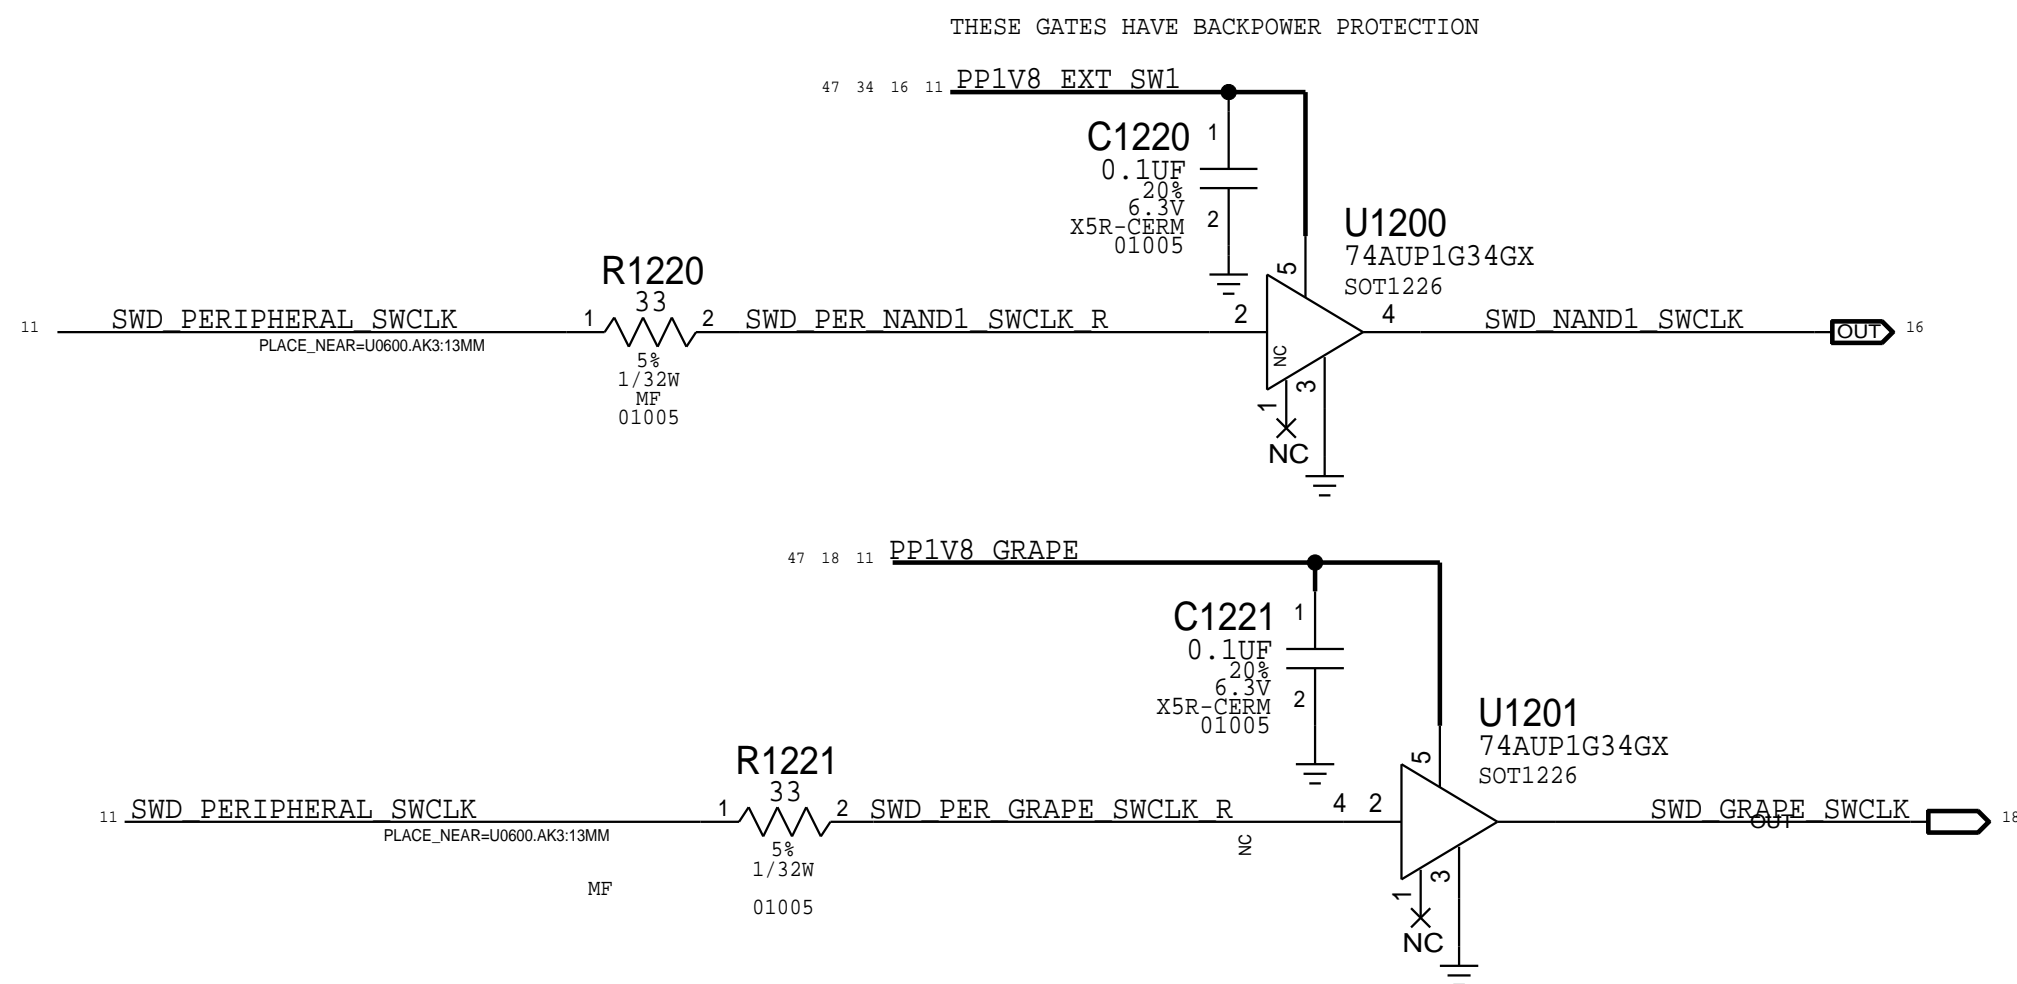 THESE GATES HAVE BACKPOWER PROTECTION
47 34 16 11 PP1V8_EXT_SW1
C1220 1
0.1UF
20%
6.3V
X5R-CERM 2
01005
U1200
74AUP1G34GX
SOT1226
5
R1220
33
11 SWD_PERIPHERAL_SWCLK 1 2 SWD_PER_NAND1_SWCLK_R 2 4 SWD_NAND1_SWCLK OUT 16
PLACE_NEAR=U0600.AK3:13MM
NC
5%
1/32W
MF
01005
1 3
NC
47 18 11 PP1V8_GRAPE
C1221 1
0.1UF
20%
6.3V
X5R-CERM 2
01005
U1201
74AUP1G34GX
SOT1226
5
R1221
33
11 SWD_PERIPHERAL_SWCLK 1 2 SWD_PER_GRAPE_SWCLK_R 4 2 SWD_GRAPE_SWCLK 18
OUT
PLACE_NEAR=U0600.AK3:13MM
NC
5%
1/32W
MF
01005
1 3
NC